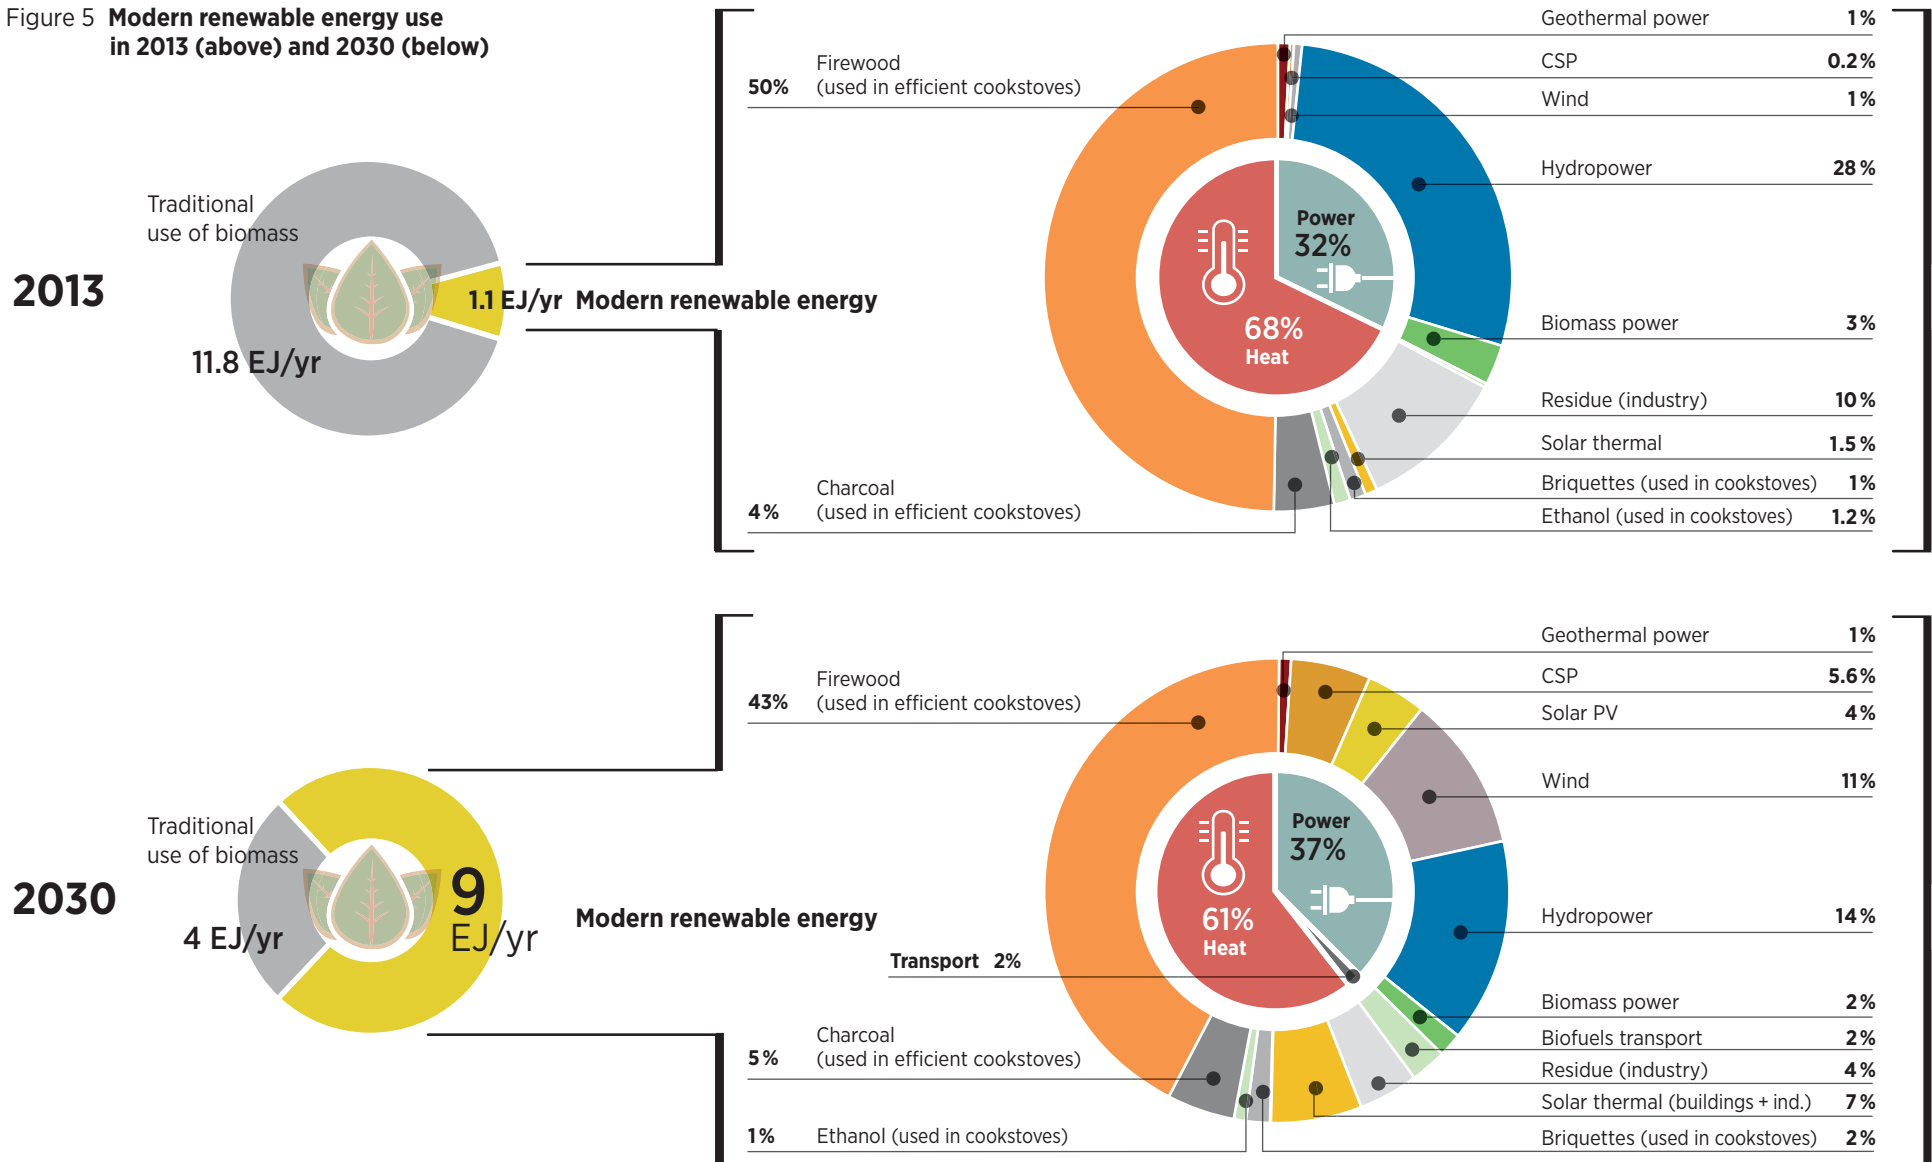 Figure 5 Modern renewable energy use
in 2013 (above) and 2030 (below)
2013
Traditional
use of biomass
11.8 EJ/yr
1.1 EJ/yr Modern renewable energy
50% Firewood
(used in efficient cookstoves)
4% Charcoal
(used in efficient cookstoves)
Power
32%
68%
Heat
Geothermal power 1%
CSP 0.2%
Wind 1%
Hydropower 28%
Biomass power 3%
Residue (industry) 10%
Solar thermal 1.5%
Briquettes (used in cookstoves) 1%
Ethanol (used in cookstoves) 1.2%
2030
Traditional
use of biomass
4 EJ/yr
9
EJ/yr
Modern renewable energy
43% Firewood
(used in efficient cookstoves)
Transport 2%
5% Charcoal
(used in efficient cookstoves)
1% Ethanol (used in cookstoves)
Power
37%
61%
Heat
Geothermal power 1%
CSP 5.6%
Solar PV 4%
Wind 11%
Hydropower 14%
Biomass power 2%
Biofuels transport 2%
Residue (industry) 4%
Solar thermal (buildings + ind.) 7%
Briquettes (used in cookstoves) 2%